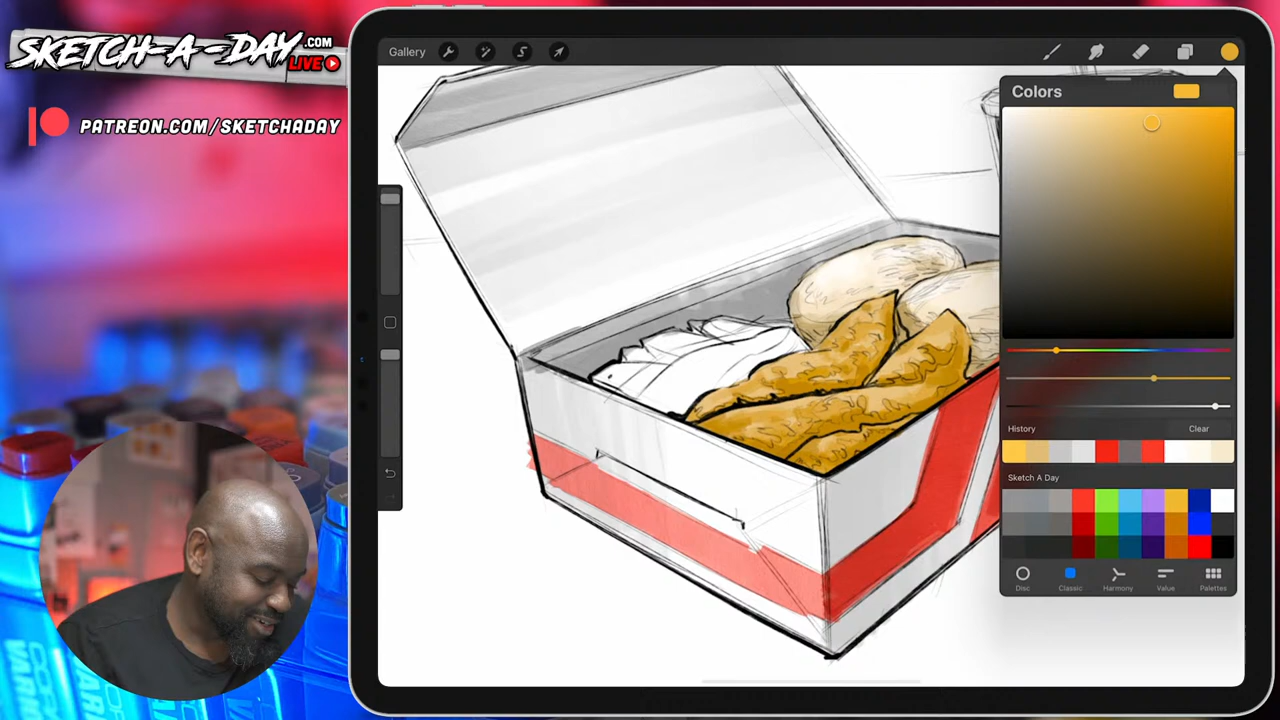 SKETCH-A-DAY.COM
LIVE
PATREON.COM/SKETCHADAY
Gallery
Colors
History
Clear
Sketch A Day
Disc
Classic
Harmony
Value
Palettes